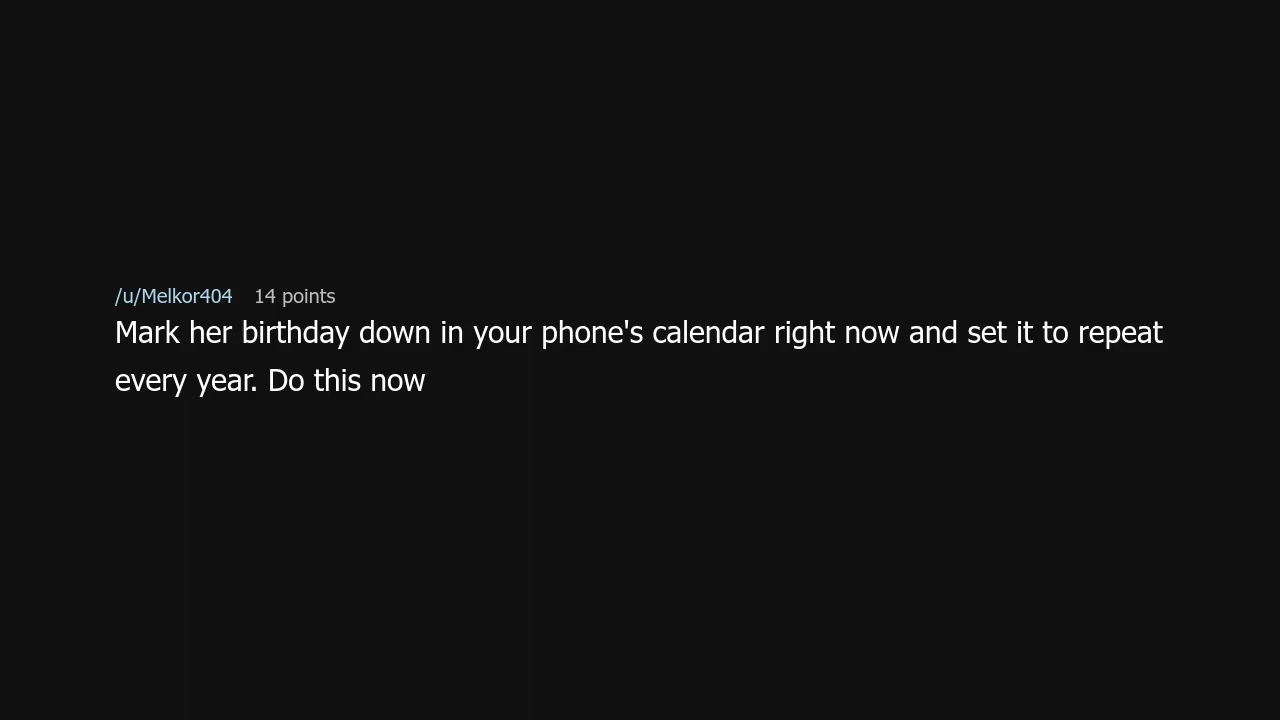 /u/Melkor404 14 points
Mark her birthday down in your phone's calendar right now and set it to repeat
every year. Do this now